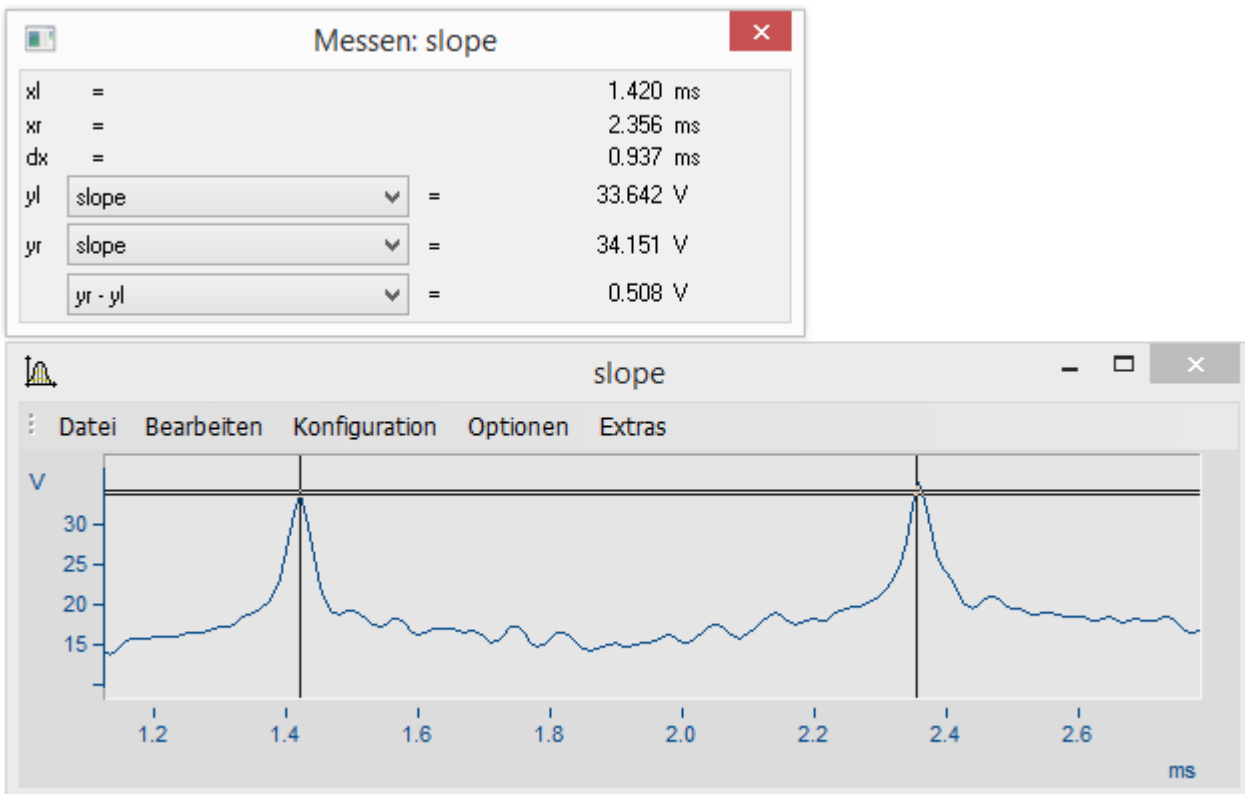 Messen: slope
xl = 1.420 ms
xr = 2.356 ms
dx = 0.937 ms
yl slope = 33.642 V
yr slope = 34.151 V
yr - yl = 0.508 V
slope
Datei Bearbeiten Konfiguration Optionen Extras
V
30
25
20
15
1.2 1.4 1.6 1.8 2.0 2.2 2.4 2.6
ms